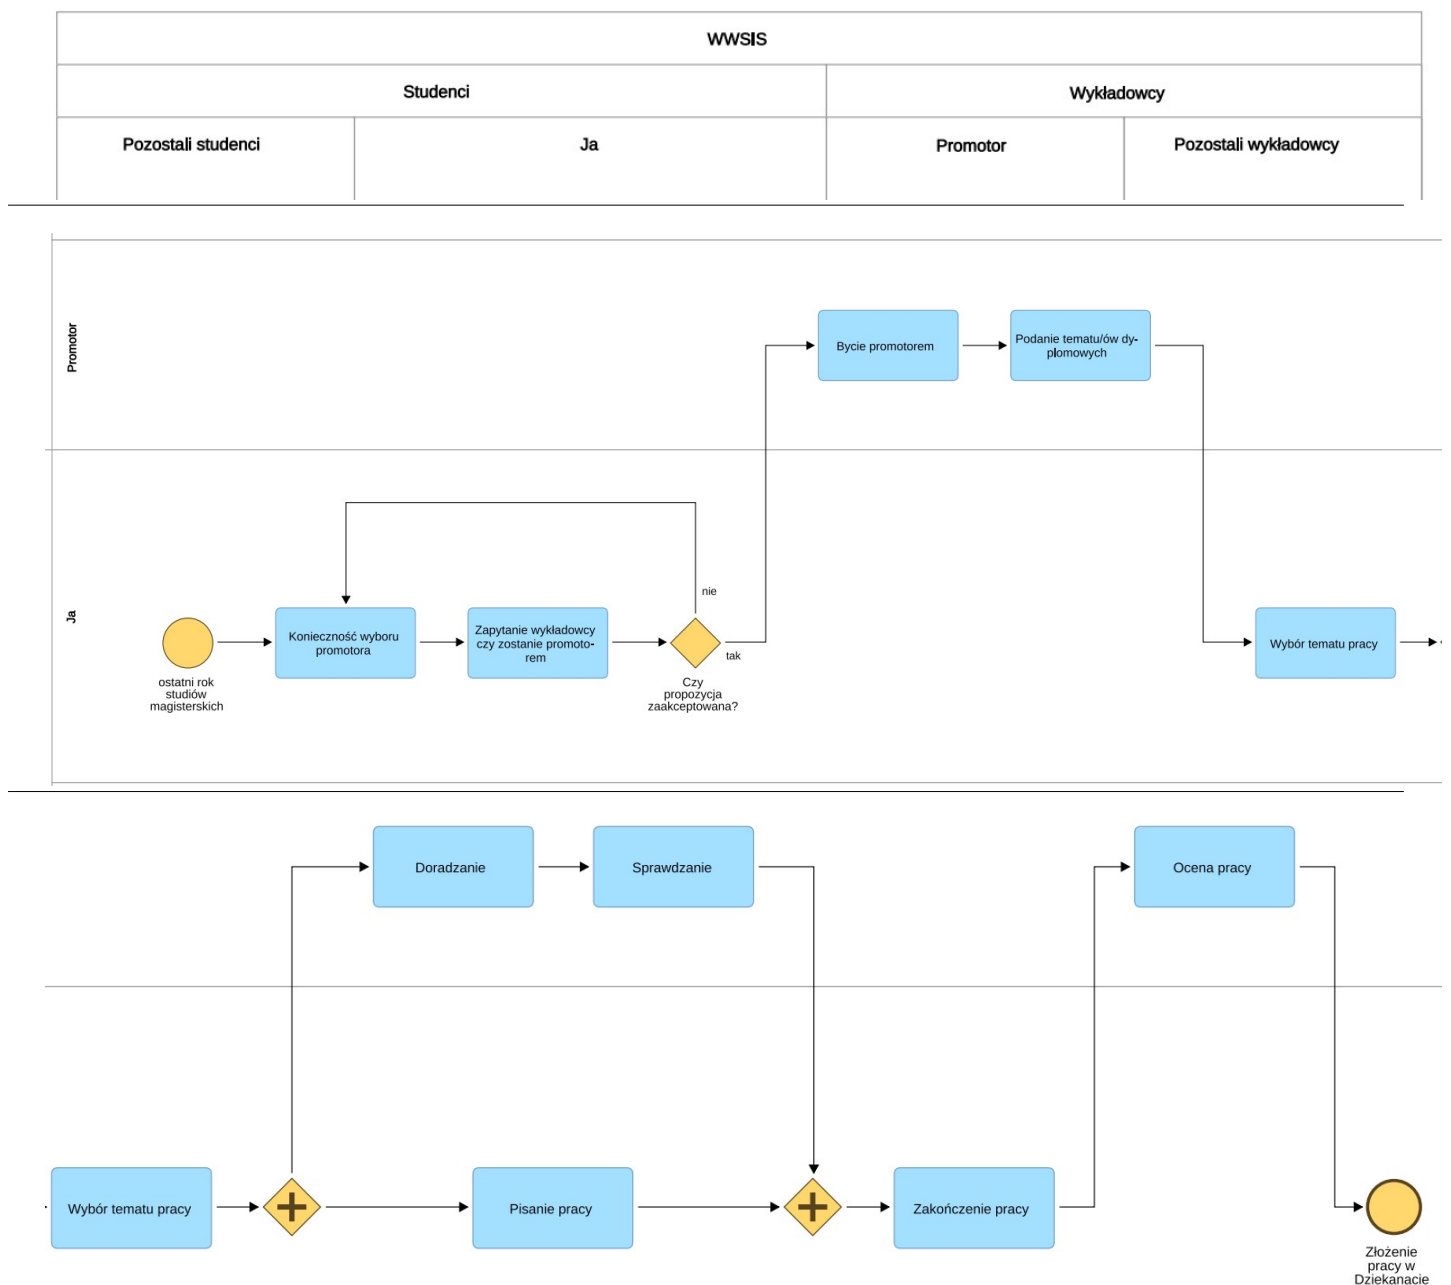 WWSIS
Studenci
Wykładowcy
Pozostali studenci
Ja
Promotor
Pozostali wykładowcy
Promotor
Bycie promotorem
Podanie tematu/ów dy-
plomowych
Ja
ostatni rok
studiów
magisterskich
Konieczność wyboru
promotora
Zapytanie wykładowcy
czy zostanie promoto-
rem
nie
tak
Czy
propozycja
zaakceptowana?
Wybór tematu pracy
Doradzanie
Sprawdzanie
Ocena pracy
Wybór tematu pracy
Pisanie pracy
Zakończenie pracy
Złożenie
pracy w
Dziekanacie